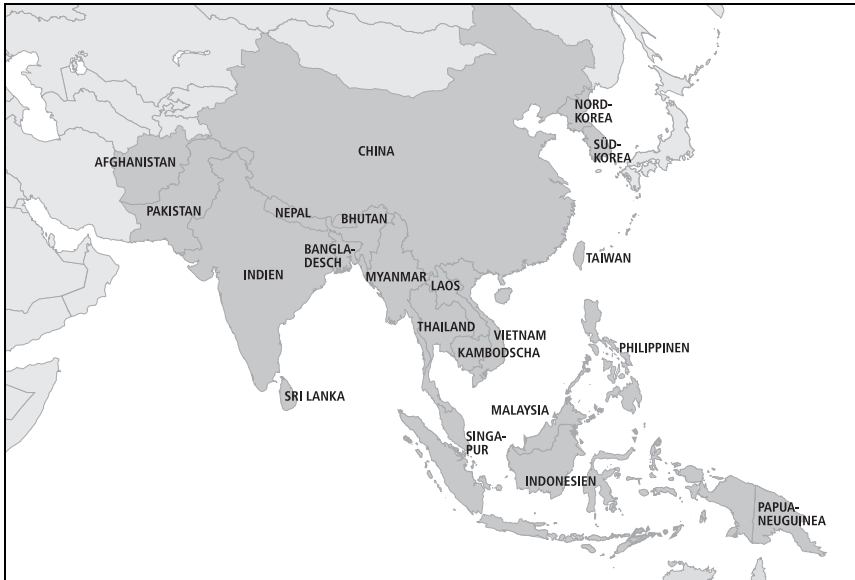 NORD-
KOREA
SÜD-
KOREA
CHINA
AFGHANISTAN
PAKISTAN
NEPAL
BHUTAN
BANGLA-
DESCH
INDIEN
MYANMAR
LAOS
TAIWAN
THAILAND
VIETNAM
KAMBODSCHA
PHILIPPINEN
SRI LANKA
MALAYSIA
SINGA-
PUR
INDONESIEN
PAPUA-
NEUGUINEA